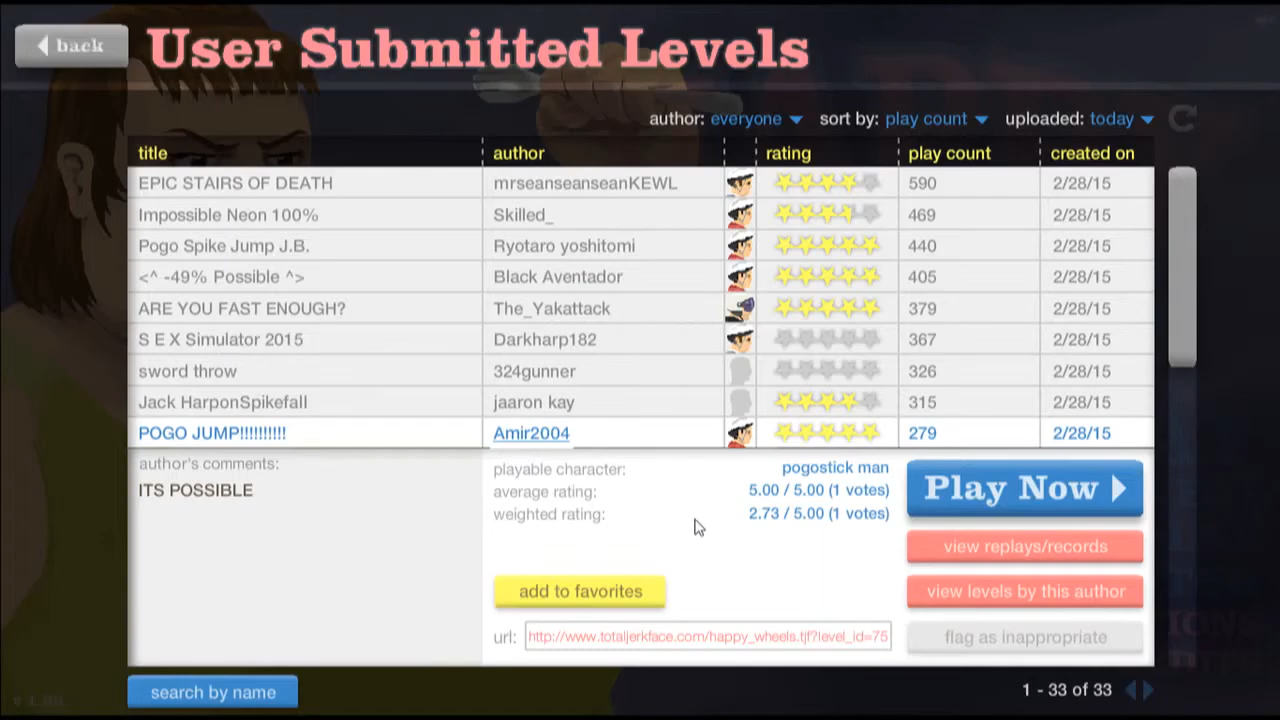 back
User Submitted Levels
author: everyone sort by: play count uploaded: today
title author rating play count created on
EPIC STAIRS OF DEATH mrseanseanseanKEWL 590 2/28/15
Impossible Neon 100% Skilled_ 469 2/28/15
Pogo Spike Jump J.B. Ryotaro yoshitomi 440 2/28/15
<^ -49% Possible ^> Black Aventador 405 2/28/15
ARE YOU FAST ENOUGH? The_Yakattack 379 2/28/15
S E X Simulator 2015 Darkharp182 367 2/28/15
sword throw 324gunner 326 2/28/15
Jack HarponSpikefall jaaron kay 315 2/28/15
POGO JUMP!!!!!!!!!! Amir2004 279 2/28/15
author's comments:
ITS POSSIBLE
playable character: pogostick man
average rating: 5.00 / 5.00 (1 votes)
weighted rating: 2.73 / 5.00 (1 votes)
add to favorites
url: http://www.totaljerkface.com/happy_wheels.tjf?level_id=75
Play Now
view replays/records
view levels by this author
flag as inappropriate
search by name
1 - 33 of 33